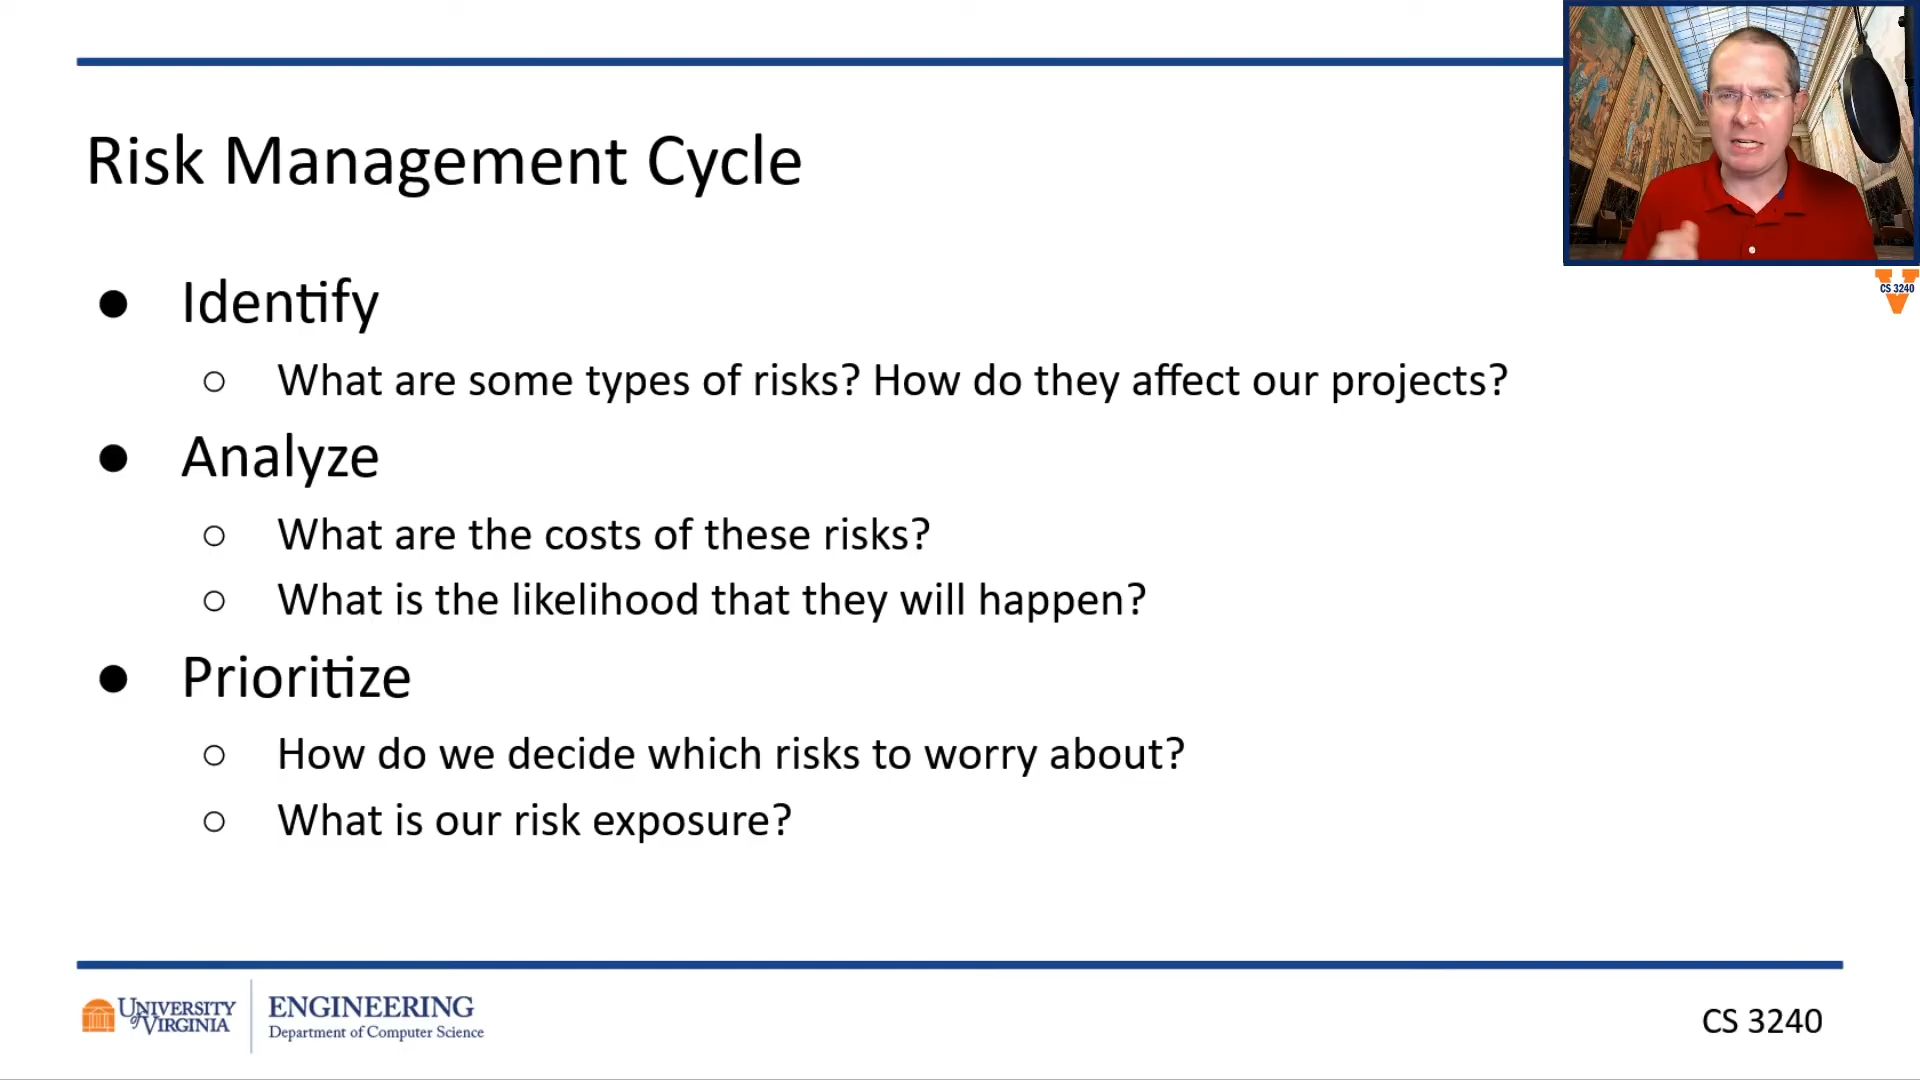 Risk Management Cycle
CS 3240
● Identify
○ What are some types of risks? How do they affect our projects?
● Analyze
○ What are the costs of these risks?
○ What is the likelihood that they will happen?
● Prioritize
○ How do we decide which risks to worry about?
○ What is our risk exposure?
UNIVERSITY
of VIRGINIA
ENGINEERING
Department of Computer Science
CS 3240